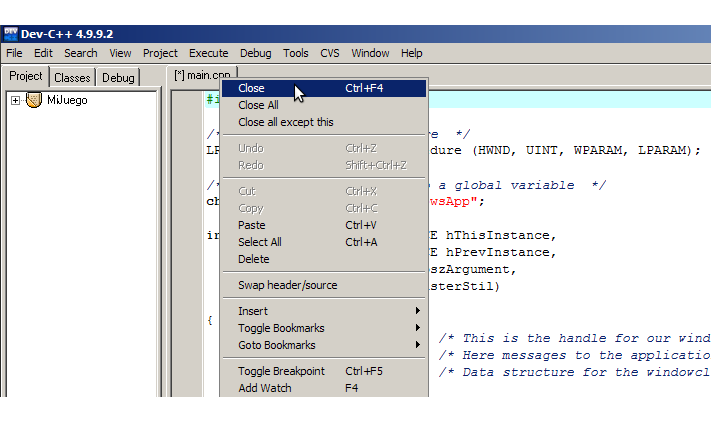 Dev-C++ 4.9.9.2
File Edit Search View Project Execute Debug Tools CVS Window Help
Project Classes Debug
[*] main.cpp
MiJuego
Close Ctrl+F4
Close All
Close all except this
Undo Ctrl+Z
Redo Shift+Ctrl+Z
Cut Ctrl+X
Copy Ctrl+C
Paste Ctrl+V
Select All Ctrl+A
Delete
Swap header/source
Insert
Toggle Bookmarks
Goto Bookmarks
Toggle Breakpoint Ctrl+F5
Add Watch F4
#i
/* */
(HWND, UINT, WPARAM, LPARAM);
/* a global variable */
ch wsApp";
in hThisInstance,
hPrevInstance,
szArgument,
sterStil)
{
/* This is the handle for our wind
/* Here messages to the applicatio
/* Data structure for the windowcl